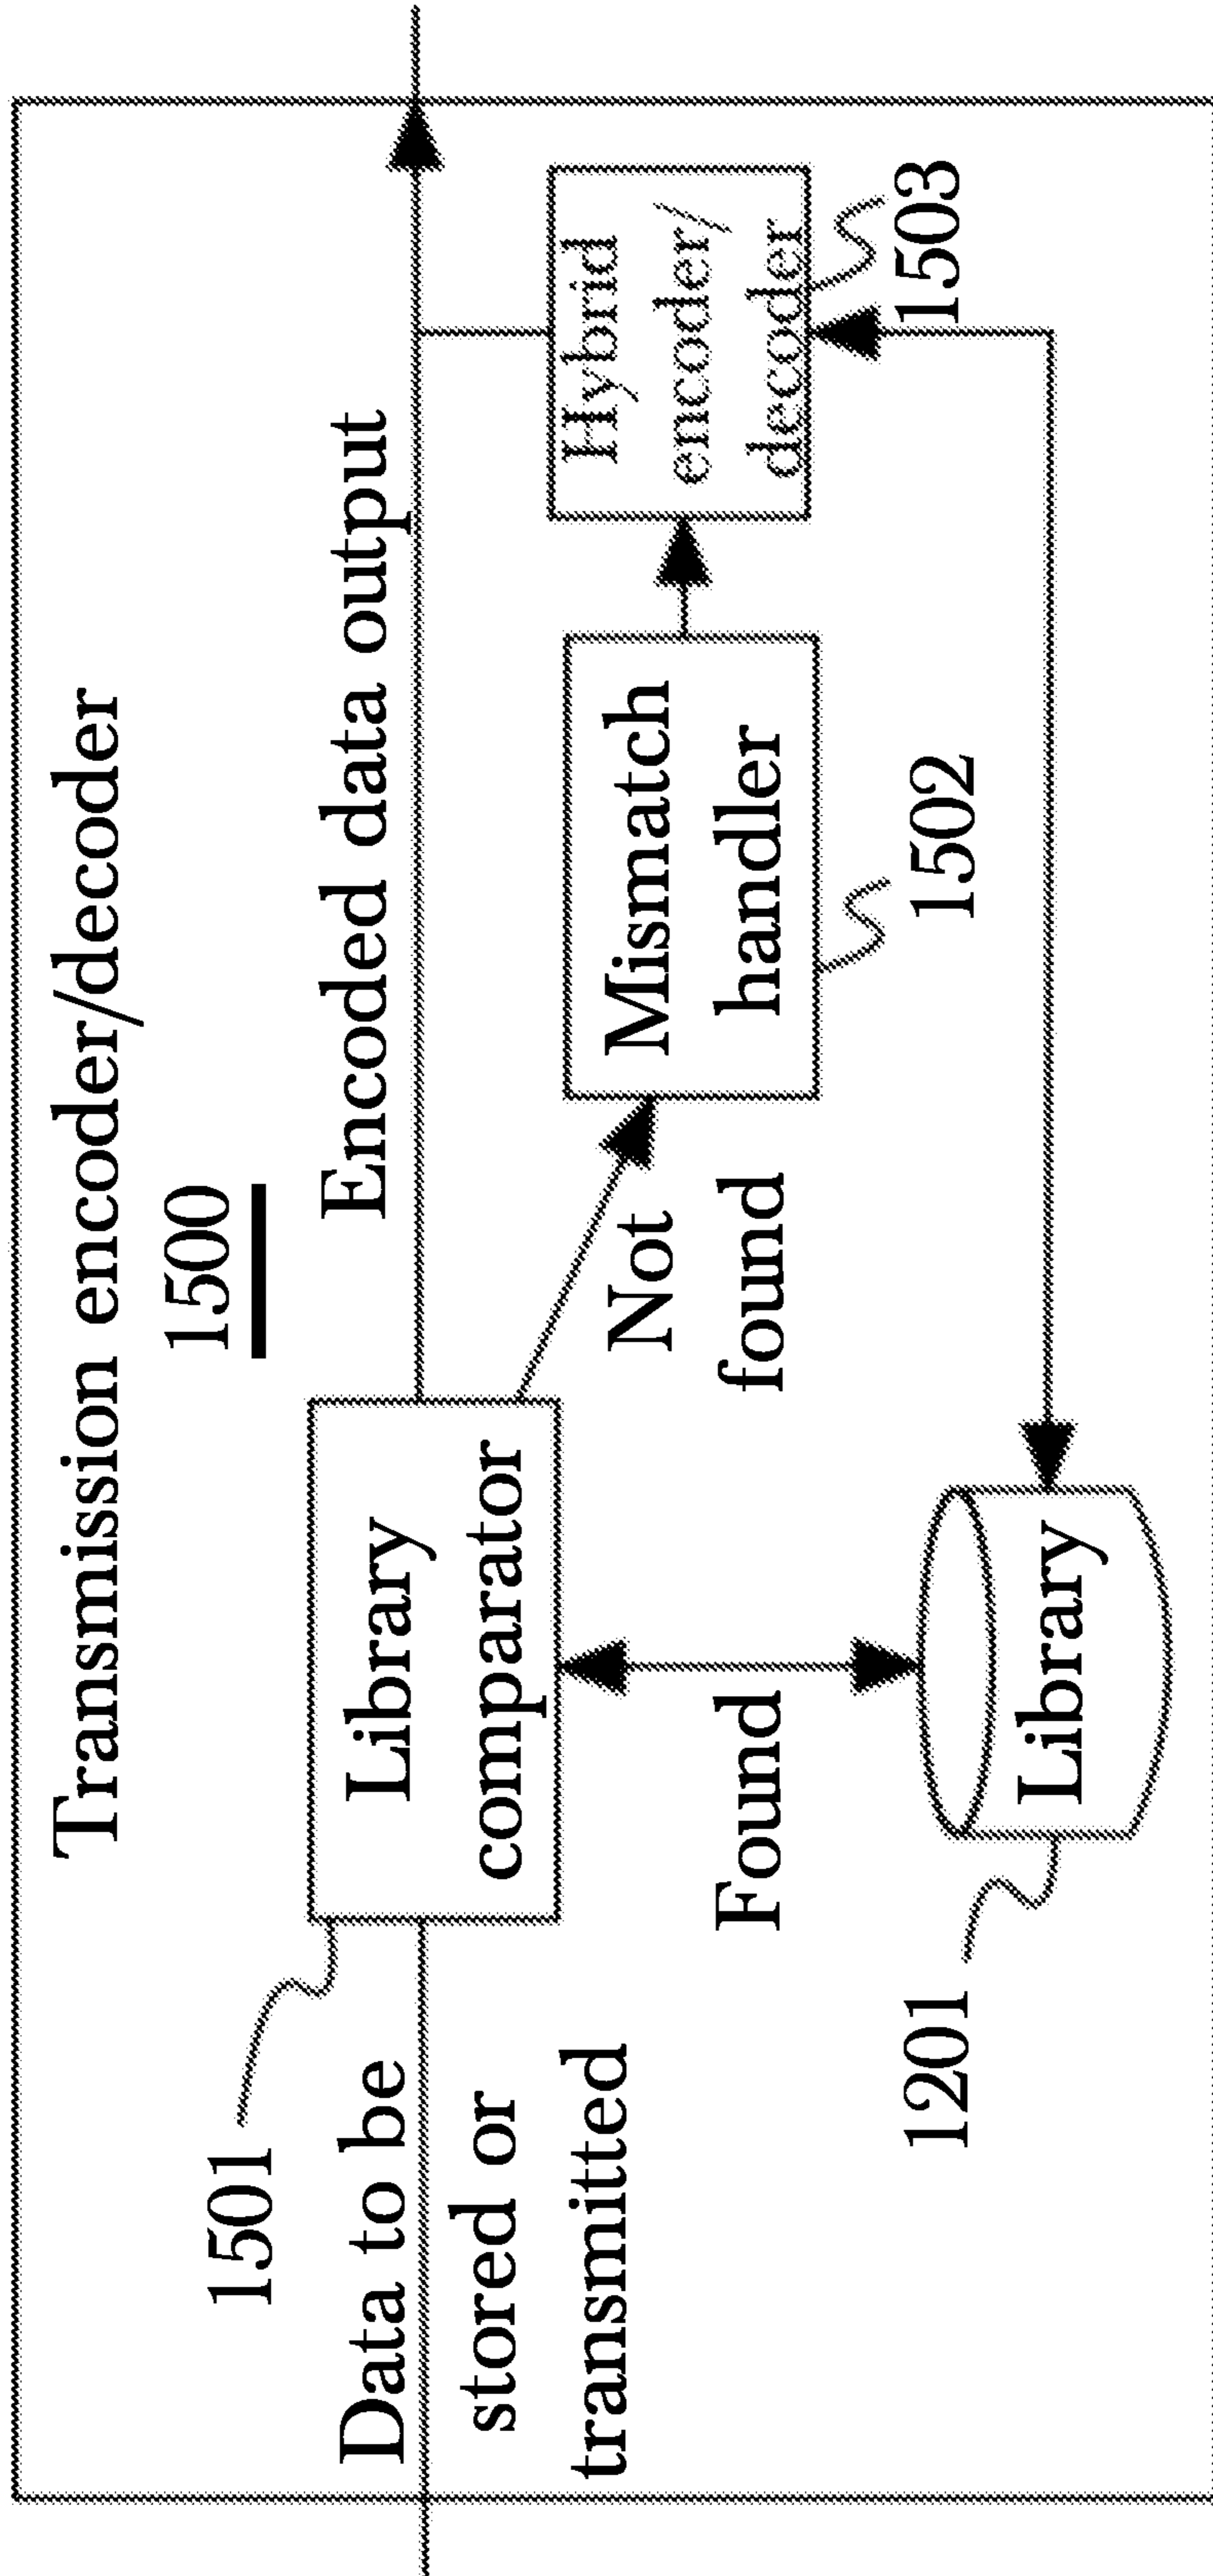 Transmission encoder/decoder
1500
1501
Data to be
stored or
transmitted
Library
comparator
Encoded data output
Not
found
Mismatch
handler
1502
Hybrid
encoder/
decoder
1503
Found
1201
Library